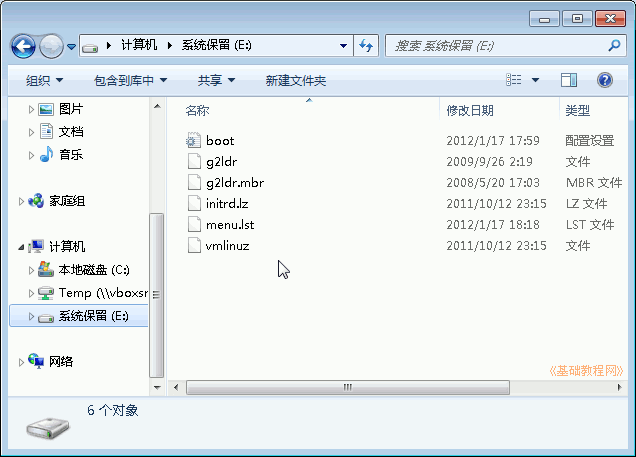 计算机 系统保留 (E:) 搜索 系统保留 (E:)
组织 包含到库中 共享 新建文件夹
图片
文档
音乐
家庭组
计算机
本地磁盘 (C:)
Temp (\\vboxsr
系统保留 (E:)
网络
名称 修改日期 类型
boot 2012/1/17 17:59 配置设置
g2ldr 2009/9/26 2:19 文件
g2ldr.mbr 2008/5/20 17:03 MBR 文件
initrd.lz 2011/10/12 23:15 LZ 文件
menu.lst 2012/1/17 18:18 LST 文件
vmlinuz 2011/10/12 23:15 文件
《基础教程网》
6 个对象